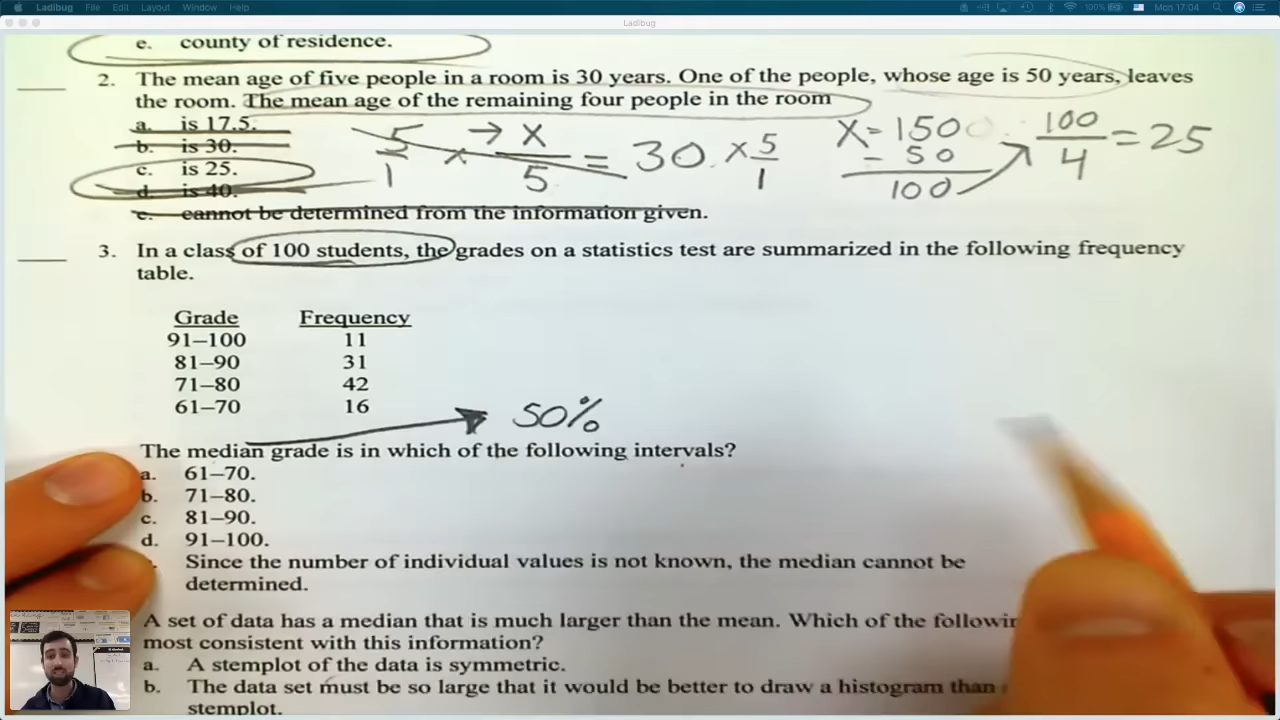 Ladibug File Edit Layout Window Help 100% Mon 17:04
Ladibug
e. county of residence.
2. The mean age of five people in a room is 30 years. One of the people, whose age is 50 years, leaves
the room. The mean age of the remaining four people in the room
a. is 17.5.
b. is 30.
c. is 25.
d. is 40.
e. cannot be determined from the information given.
5/1 × → X/5 = 30 × 5/1
X = 150
- 50
100
100/4 = 25
3. In a class of 100 students, the grades on a statistics test are summarized in the following frequency
table.
Grade Frequency
91–100 11
81–90 31
71–80 42
61–70 16
50%
The median grade is in which of the following intervals?
a. 61–70.
b. 71–80.
c. 81–90.
d. 91–100.
Since the number of individual values is not known, the median cannot be
determined.
A set of data has a median that is much larger than the mean. Which of the
most consistent with this information?
a. A stemplot of the data is symmetric.
b. The data set must be so large that it would be better to draw a histogram than
stemplot.